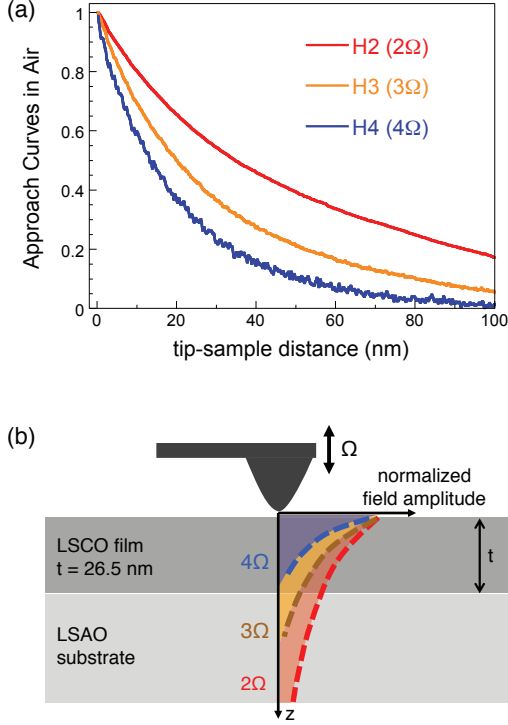 (a)
Approach Curves in Air
1
0.8
0.6
0.4
0.2
0
H2 (2Ω)
H3 (3Ω)
H4 (4Ω)
0
20
40
60
80
100
tip-sample distance (nm)
(b)
Ω
normalized
field amplitude
LSCO film
t = 26.5 nm
4Ω
t
LSAO
substrate
3Ω
2Ω
z